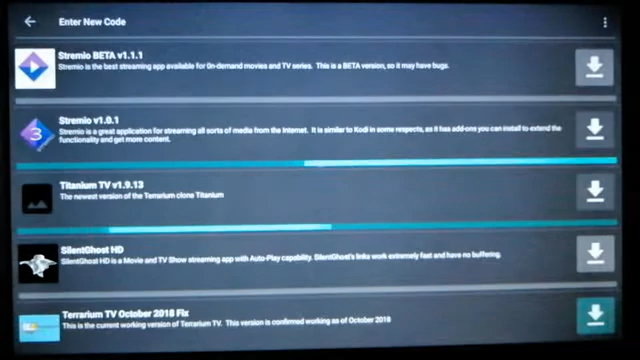 Enter New Code
Stremio BETA v1.1.1
Stremio is the best streaming app available for On-demand movies and TV series. This is a BETA version, so it may have bugs.
Stremio v1.0.1
Stremio is a great application for streaming all sorts of media from the Internet. It is similar to Kodi in some respects, as it has add-ons you can install to extend the
functionality and get more content.
3
Titanium TV v1.9.13
The newest version of the Terrarium clone Titanium
SilentGhost HD
SilentGhost HD is a Movie and TV Show streaming app with Auto-Play capability. SilentGhost's links work extremely fast and have no buffering.
Terrarium TV October 2018 Fix
This is the current working version of Terrarium TV. This version is confirmed working as of October 2018